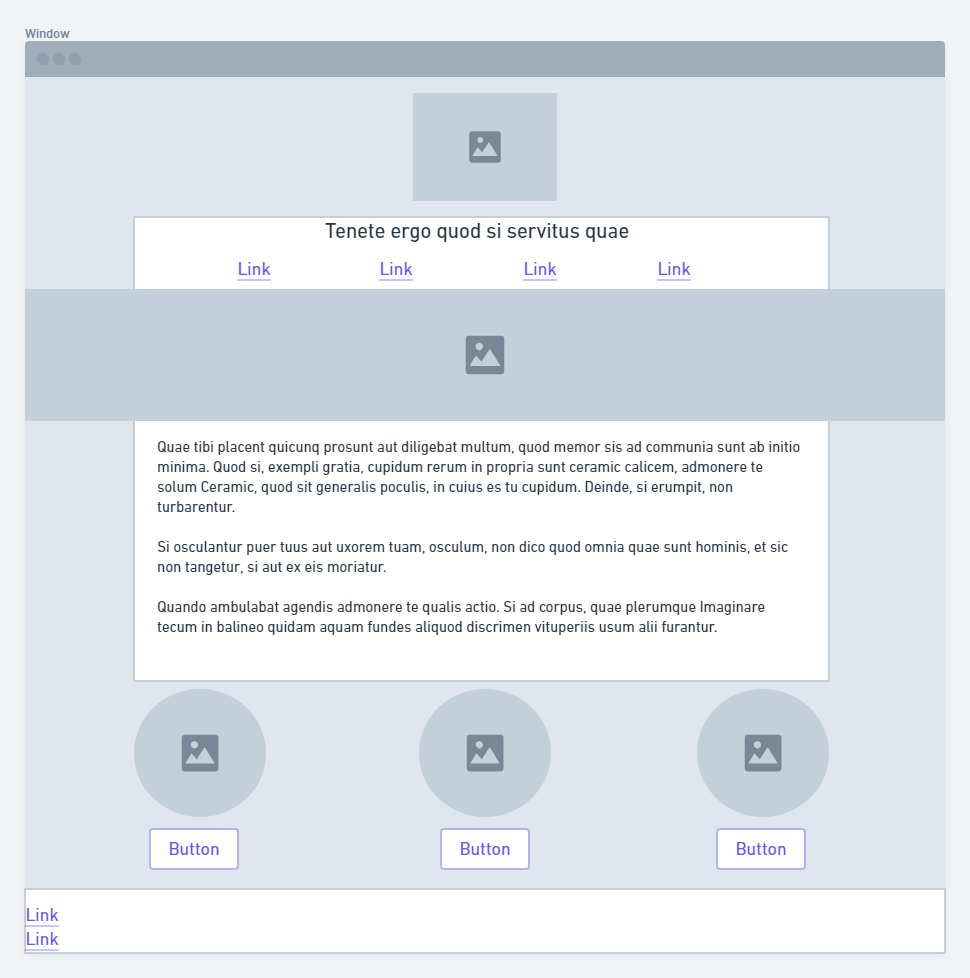 Window
Tenete ergo quod si servitus quae
Link Link Link Link
Quae tibi placent quicunq prosunt aut diligebat multum, quod memor sis ad communia sunt ab initio
minima. Quod si, exempli gratia, cupidum rerum in propria sunt ceramic calicem, admonere te
solum Ceramic, quod sit generalis poculis, in cuius es tu cupidum. Deinde, si erumpit, non
turbarentur.
Si osculantur puer tuus aut uxorem tuam, osculum, non dico quod omnia quae sunt hominis, et sic
non tangetur, si aut ex eis moriatur.
Quando ambulabat agendis admonere te qualis actio. Si ad corpus, quae plerumque Imaginare
tecum in balineo quidam aquam fundes aliquod discrimen vituperiis usum alii furantur.
Button Button Button
Link
Link